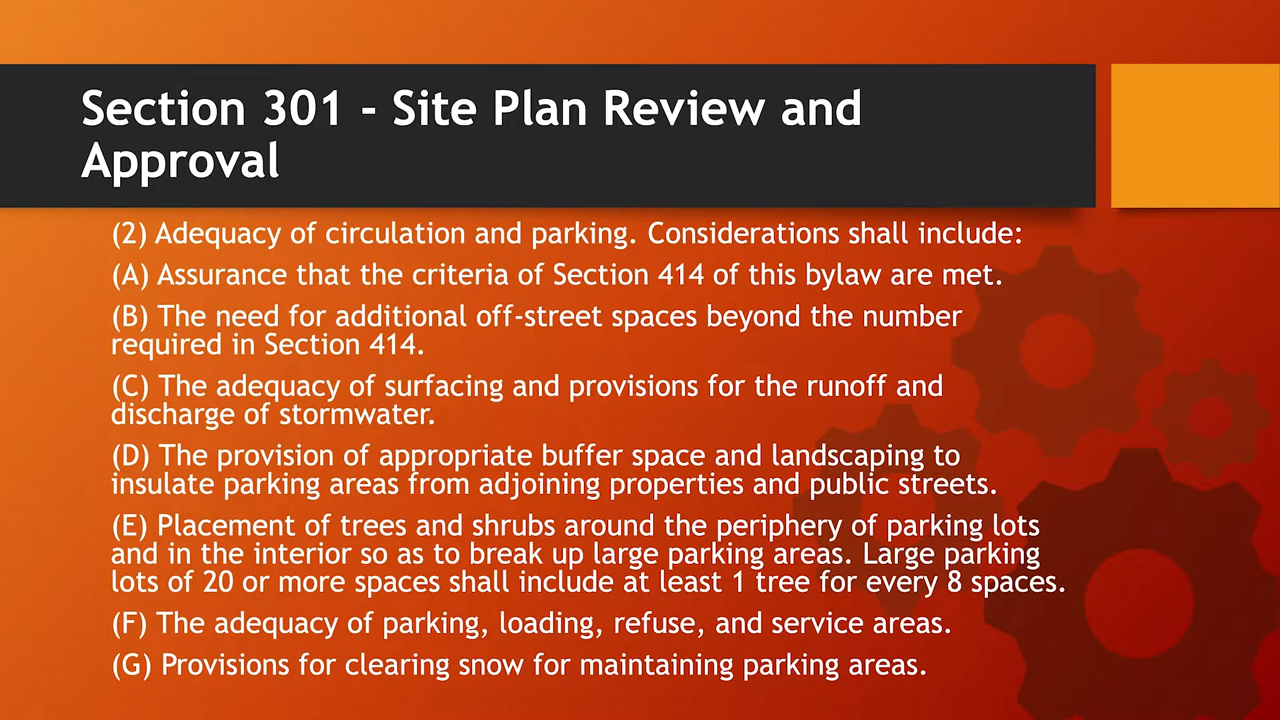 Section 301 - Site Plan Review and
Approval
(2) Adequacy of circulation and parking. Considerations shall include:
(A) Assurance that the criteria of Section 414 of this bylaw are met.
(B) The need for additional off-street spaces beyond the number
required in Section 414.
(C) The adequacy of surfacing and provisions for the runoff and
discharge of stormwater.
(D) The provision of appropriate buffer space and landscaping to
insulate parking areas from adjoining properties and public streets.
(E) Placement of trees and shrubs around the periphery of parking lots
and in the interior so as to break up large parking areas. Large parking
lots of 20 or more spaces shall include at least 1 tree for every 8 spaces.
(F) The adequacy of parking, loading, refuse, and service areas.
(G) Provisions for clearing snow for maintaining parking areas.